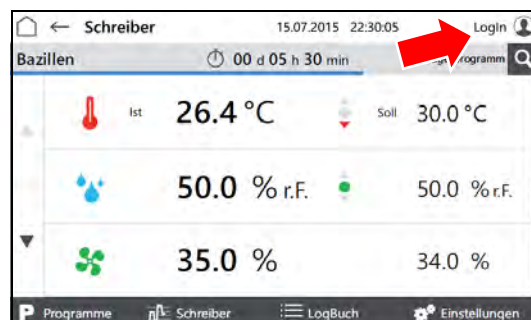 ← Schreiber 15.07.2015 22:30:05 Login
Bazillen 00 d 05 h 30 min rogramm
Ist 26.4 °C Soll 30.0 °C
50.0 % r.F. 50.0 % r.F.
35.0 % 34.0 %
P Programme Schreiber LogBuch Einstellungen